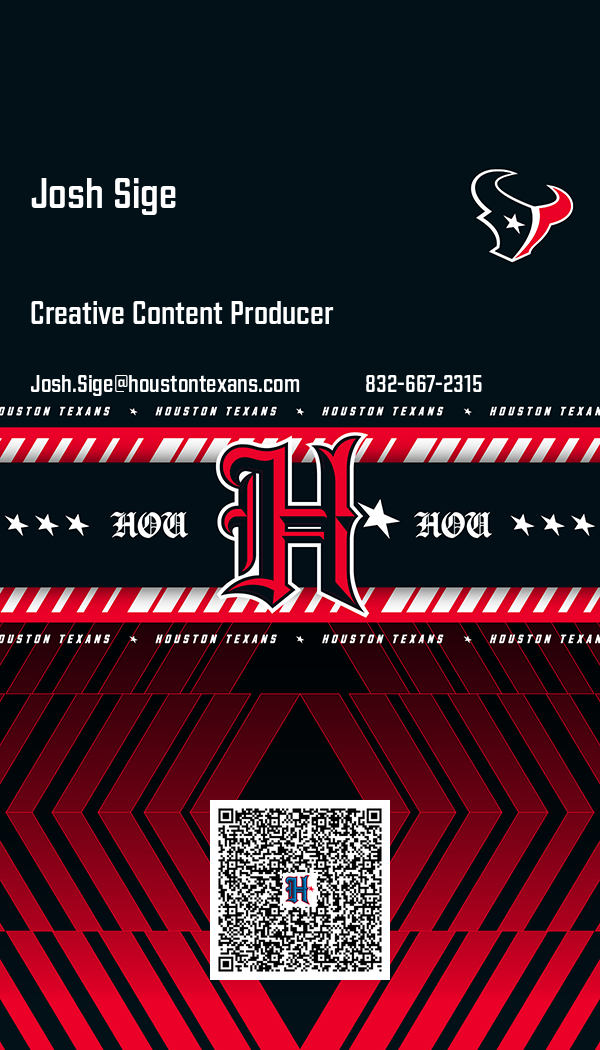 Josh Sige
Creative Content Producer
Josh.Sige@houstontexans.com 832-667-2315
OUSTON TEXANS ★ HOUSTON TEXANS ★ HOUSTON TEXANS ★ HOUSTON TEXAN
★ ★ ★ HOU H★ HOU ★ ★ ★
OUSTON TEXANS ★ HOUSTON TEXANS ★ HOUSTON TEXANS ★ HOUSTON TEXAN
H